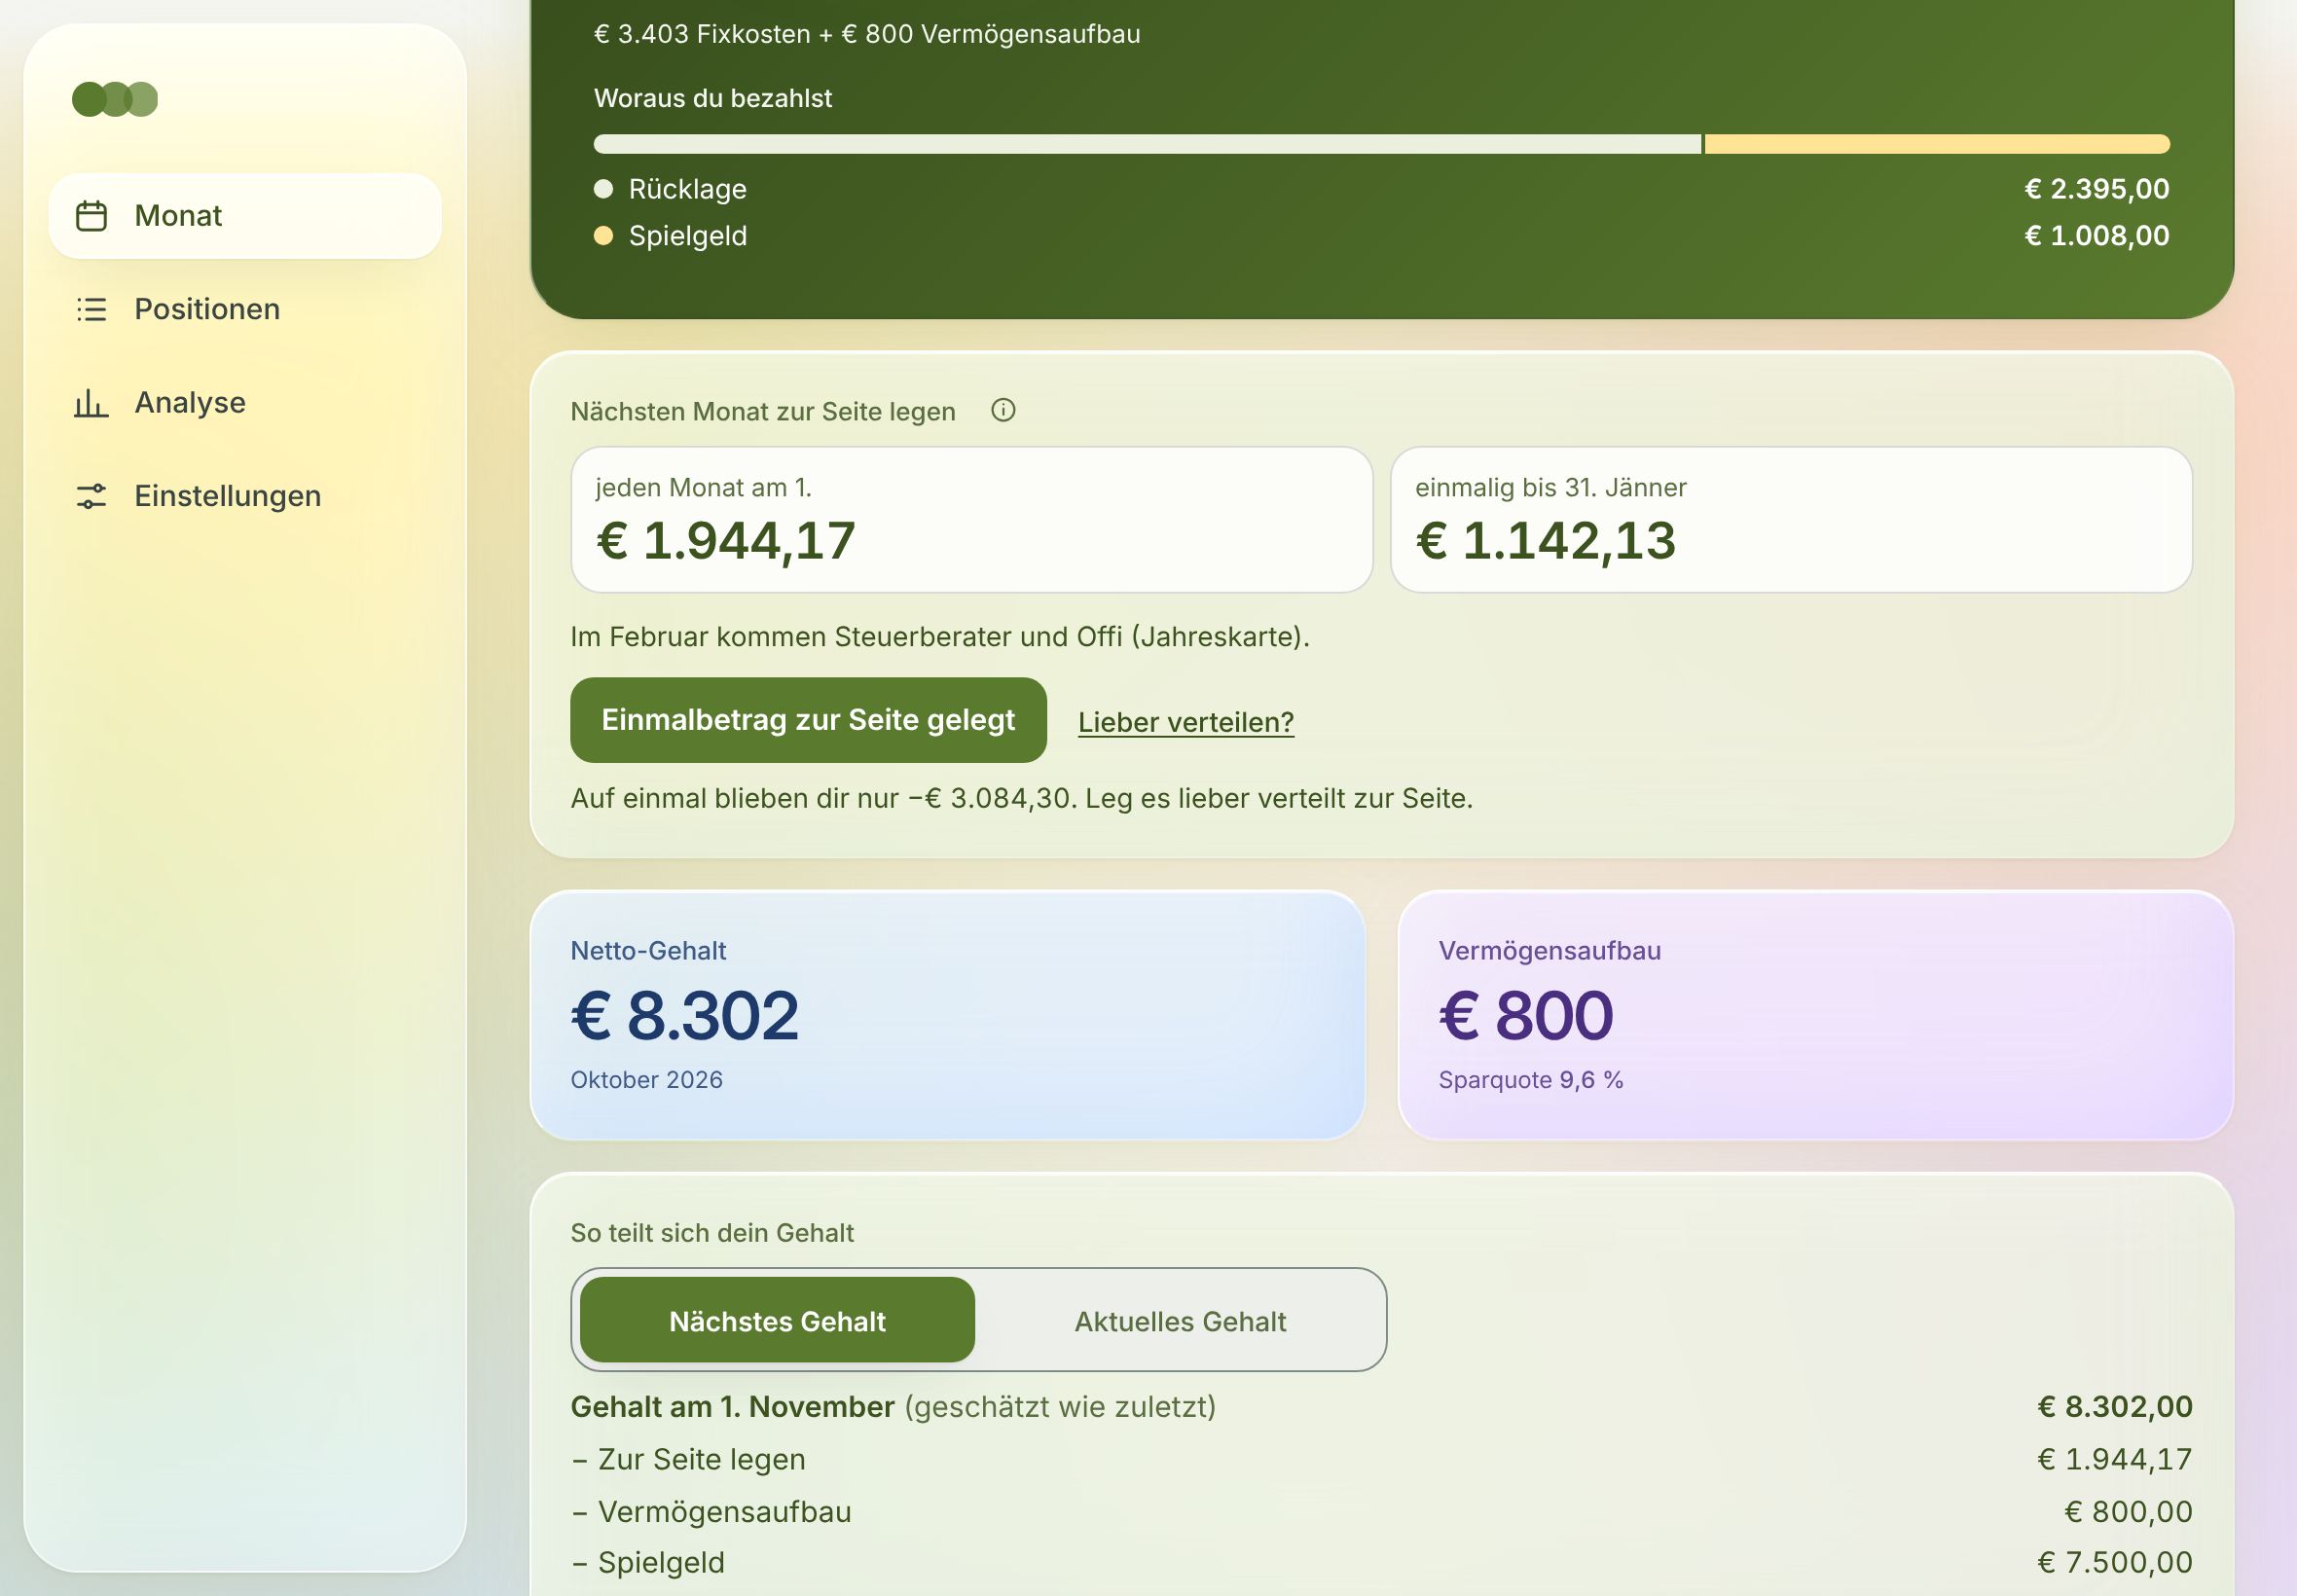 € 3.403 Fixkosten + € 800 Vermögensaufbau
Woraus du bezahlst
Rücklage € 2.395,00
Spielgeld € 1.008,00
Monat
Positionen
Analyse
Einstellungen
Nächsten Monat zur Seite legen
jeden Monat am 1.
€ 1.944,17
einmalig bis 31. Jänner
€ 1.142,13
Im Februar kommen Steuerberater und Offi (Jahreskarte).
Einmalbetrag zur Seite gelegt
Lieber verteilen?
Auf einmal blieben dir nur −€ 3.084,30. Leg es lieber verteilt zur Seite.
Netto-Gehalt
€ 8.302
Oktober 2026
Vermögensaufbau
€ 800
Sparquote 9,6 %
So teilt sich dein Gehalt
Nächstes Gehalt
Aktuelles Gehalt
Gehalt am 1. November (geschätzt wie zuletzt) € 8.302,00
− Zur Seite legen € 1.944,17
− Vermögensaufbau € 800,00
− Spielgeld € 7.500,00